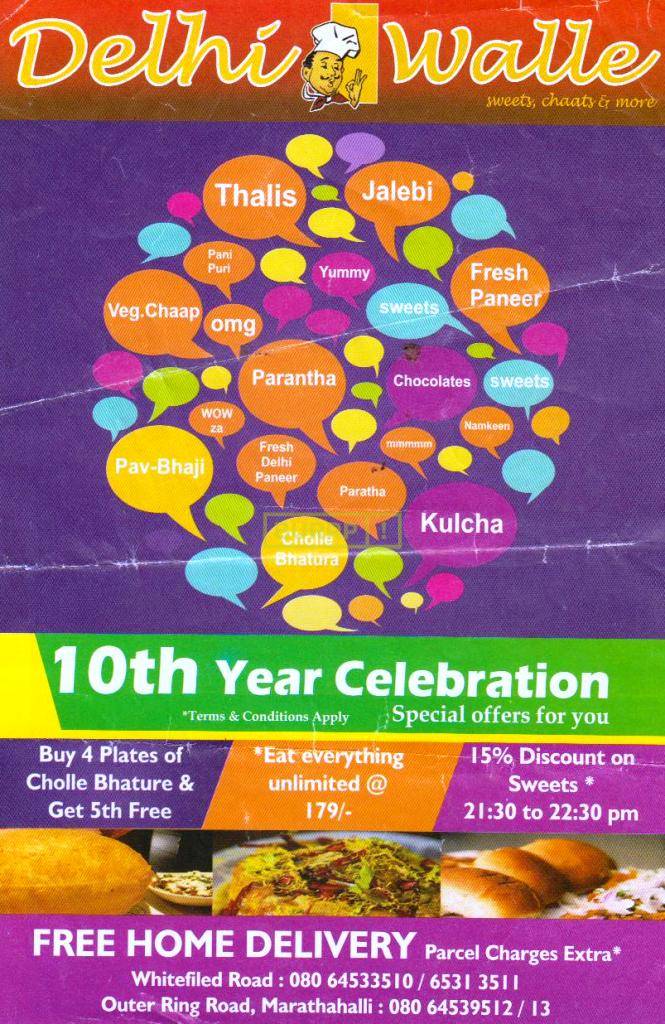 Delhi Walle
sweets, chaats & more
Thalis
Jalebi
Pani
Puri
Yummy
Fresh
Paneer
Veg.Chaap
omg
sweets
Parantha
Chocolates
sweets
WOW
za
Namkeen
mmmmm
Pav-Bhaji
Fresh
Delhi
Paneer
Paratha
Kulcha
Cholle
Bhatura
10th Year Celebration
*Terms & Conditions Apply Special offers for you
Buy 4 Plates of
Cholle Bhature &
Get 5th Free
*Eat everything
unlimited @
179/-
15% Discount on
Sweets *
21:30 to 22:30 pm
FREE HOME DELIVERY Parcel Charges Extra*
Whitefiled Road : 080 64533510 / 6531 3511
Outer Ring Road, Marathahalli : 080 64539512 / 13